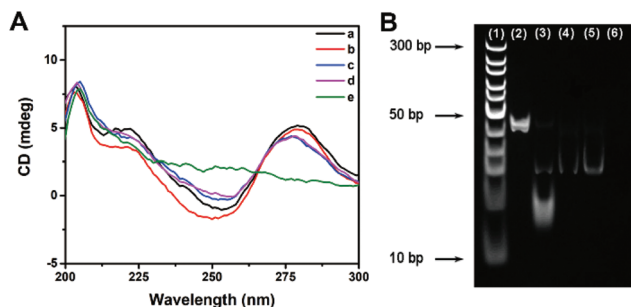 A
CD (mdeg)
10
5
0
-5
200 225 250 275 300
Wavelength (nm)
a
b
c
d
e
B
(1) (2) (3) (4) (5) (6)
300 bp
50 bp
10 bp